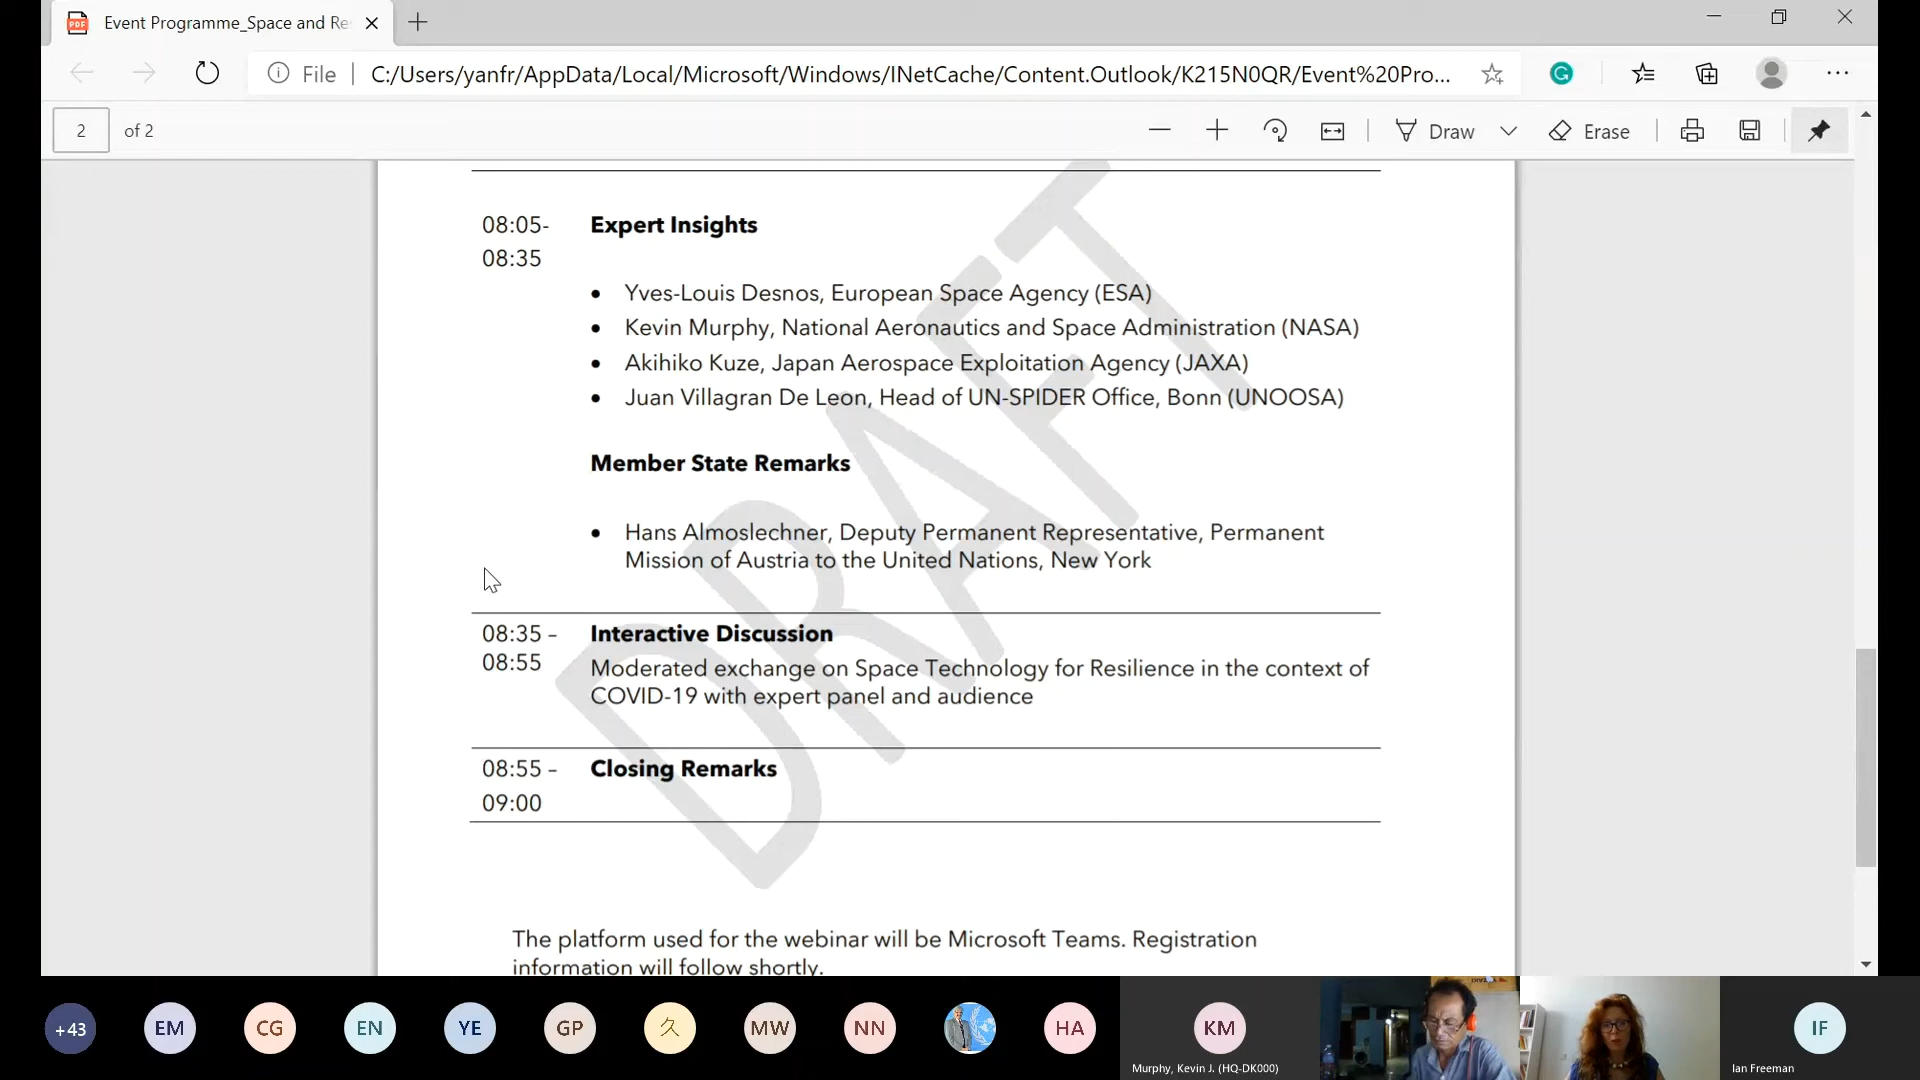 Event Programme_Space and Re
File
C:/Users/yanfr/AppData/Local/Microsoft/Windows/INetCache/Content.Outlook/K215N0QR/Event%20Pro...
2 of 2
Draw
Erase
DRAFT
08:05-
08:35
Expert Insights
• Yves-Louis Desnos, European Space Agency (ESA)
• Kevin Murphy, National Aeronautics and Space Administration (NASA)
• Akihiko Kuze, Japan Aerospace Exploitation Agency (JAXA)
• Juan Villagran De Leon, Head of UN-SPIDER Office, Bonn (UNOOSA)
Member State Remarks
• Hans Almoslechner, Deputy Permanent Representative, Permanent
Mission of Austria to the United Nations, New York
08:35 –
08:55
Interactive Discussion
Moderated exchange on Space Technology for Resilience in the context of
COVID-19 with expert panel and audience
08:55 –
09:00
Closing Remarks
The platform used for the webinar will be Microsoft Teams. Registration
information will follow shortly.
+43 EM CG EN YE GP 久 MW NN HA KM IF
Murphy, Kevin J. (HQ-DK000)
Ian Freeman